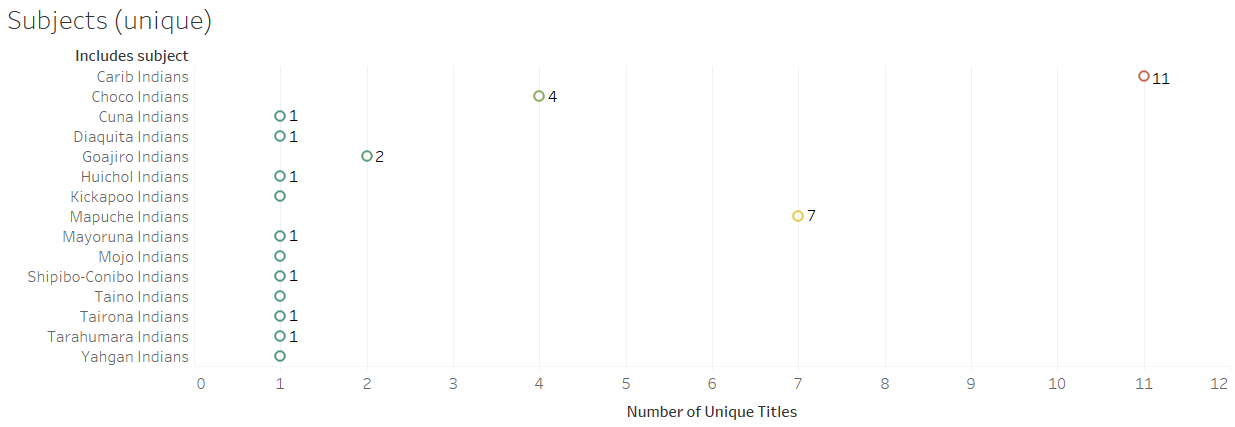 Subjects (unique)
Includes subject
Carib Indians 11
Choco Indians 4
Cuna Indians 1
Diaquita Indians 1
Goajiro Indians 2
Huichol Indians 1
Kickapoo Indians
Mapuche Indians 7
Mayoruna Indians 1
Mojo Indians
Shipibo-Conibo Indians 1
Taino Indians
Tairona Indians 1
Tarahumara Indians 1
Yahgan Indians
0 1 2 3 4 5 6 7 8 9 10 11 12
Number of Unique Titles